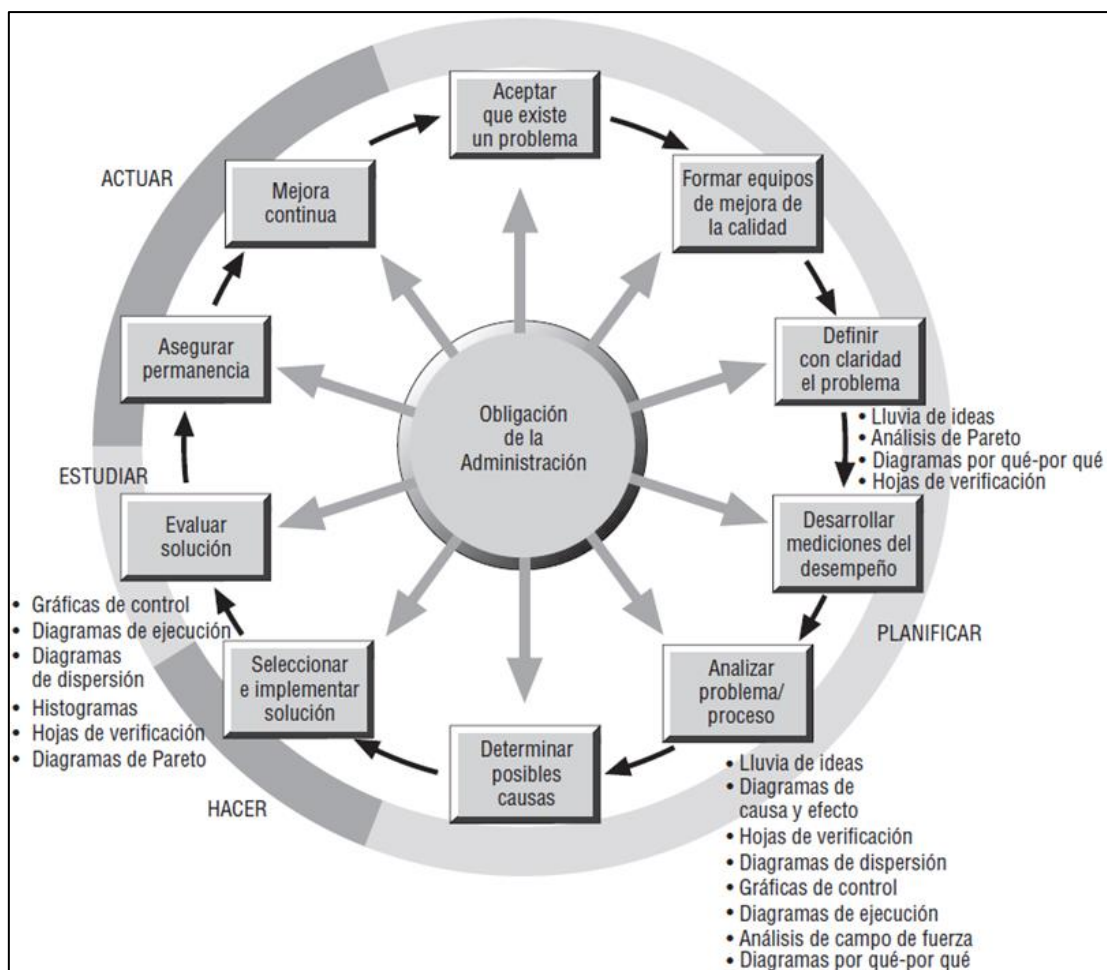 Aceptar
que existe
un problema
Formar equipos
de mejora de
la calidad
Definir
con claridad
el problema
• Lluvia de ideas
• Análisis de Pareto
• Diagramas por qué-por qué
• Hojas de verificación
Desarrollar
mediciones del
desempeño
PLANIFICAR
Analizar
problema/
proceso
• Lluvia de ideas
• Diagramas de
causa y efecto
• Hojas de verificación
• Diagramas de dispersión
• Gráficas de control
• Diagramas de ejecución
• Análisis de campo de fuerza
• Diagramas por qué-por qué
Determinar
posibles
causas
HACER
Seleccionar
e implementar
solución
ESTUDIAR
Evaluar
solución
• Gráficas de control
• Diagramas de ejecución
• Diagramas
de dispersión
• Histogramas
• Hojas de verificación
• Diagramas de Pareto
Asegurar
permanencia
ACTUAR
Mejora
continua
Obligación
de la
Administración